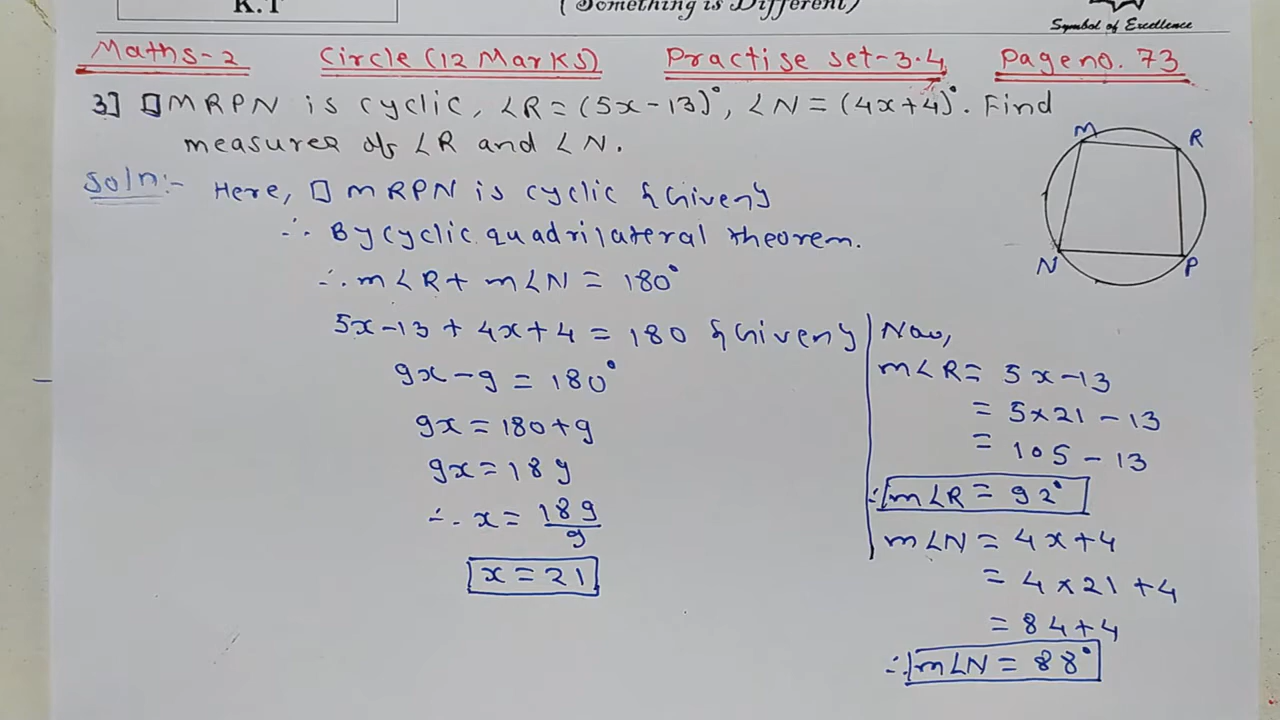 K.T
(Something is Different)
Symbol of Excellence
Maths-2 Circle (12 Marks) Practise set-3.4 Page no. 73
3] □MRPN is cyclic, ∠R = (5x-13)°, ∠N = (4x+4)°. Find
measures of ∠R and ∠N.
M
R
N
P
Soln:- Here, □MRPN is cyclic {Given}
∴ By cyclic quadrilateral theorem.
∴ m∠R + m∠N = 180°
5x-13 + 4x+4 = 180 {Given}
9x-9 = 180°
9x = 180+9
9x = 189
∴ x = 189/9
x = 21
Now,
m∠R = 5x-13
= 5×21-13
= 105-13
∴ m∠R = 92°
m∠N = 4x+4
= 4×21+4
= 84+4
∴ m∠N = 88°